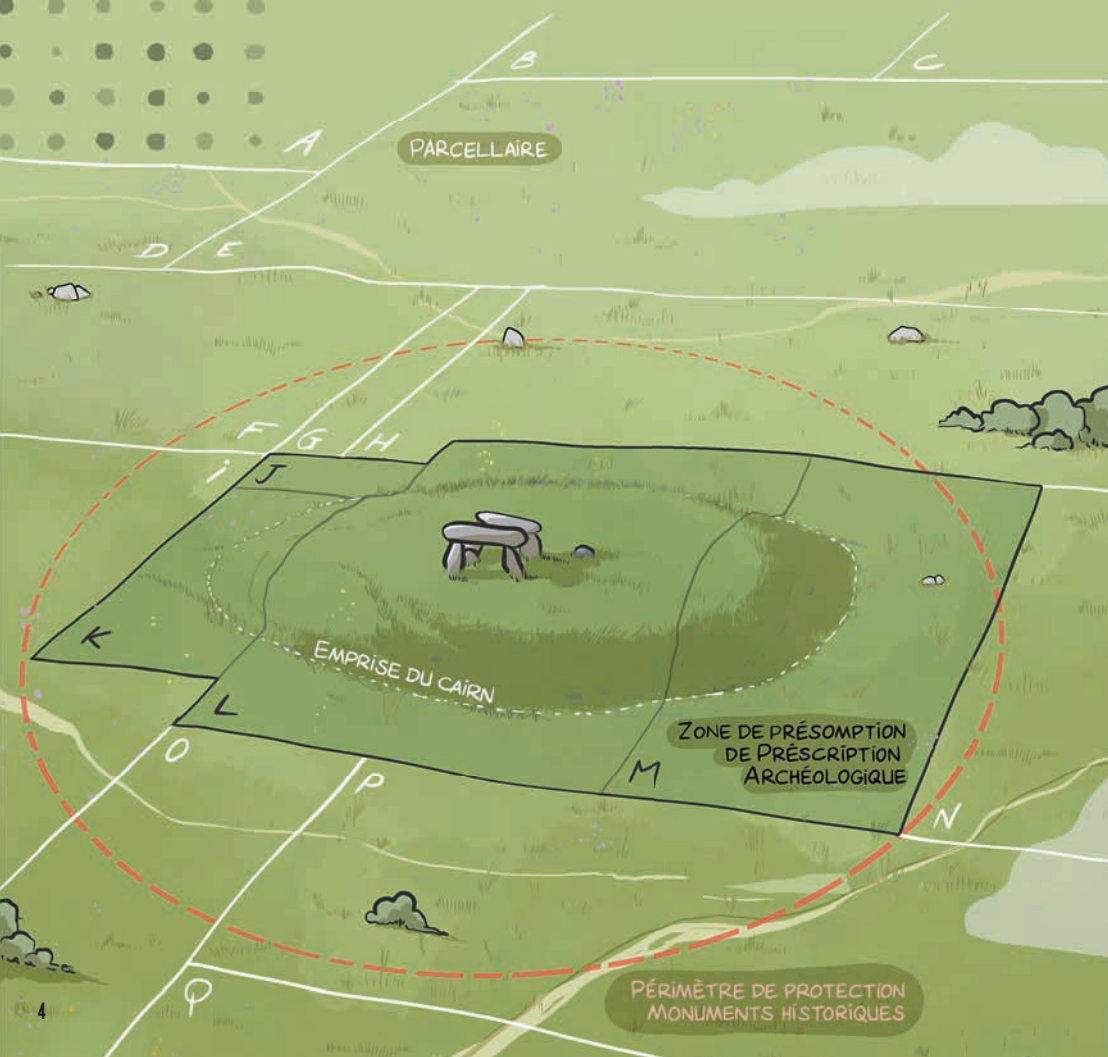 B
C
A
PARCELLAIRE
D
E
F
G
H
i
J
K
EMPRISE DU CAIRN
L
ZONE DE PRÉSOMPTION
DE PRÉSCRIPTION
ARCHÉOLOGIQUE
O
M
P
N
PÉRIMÈTRE DE PROTECTION
MONUMENTS HISTORIQUES
Q
4